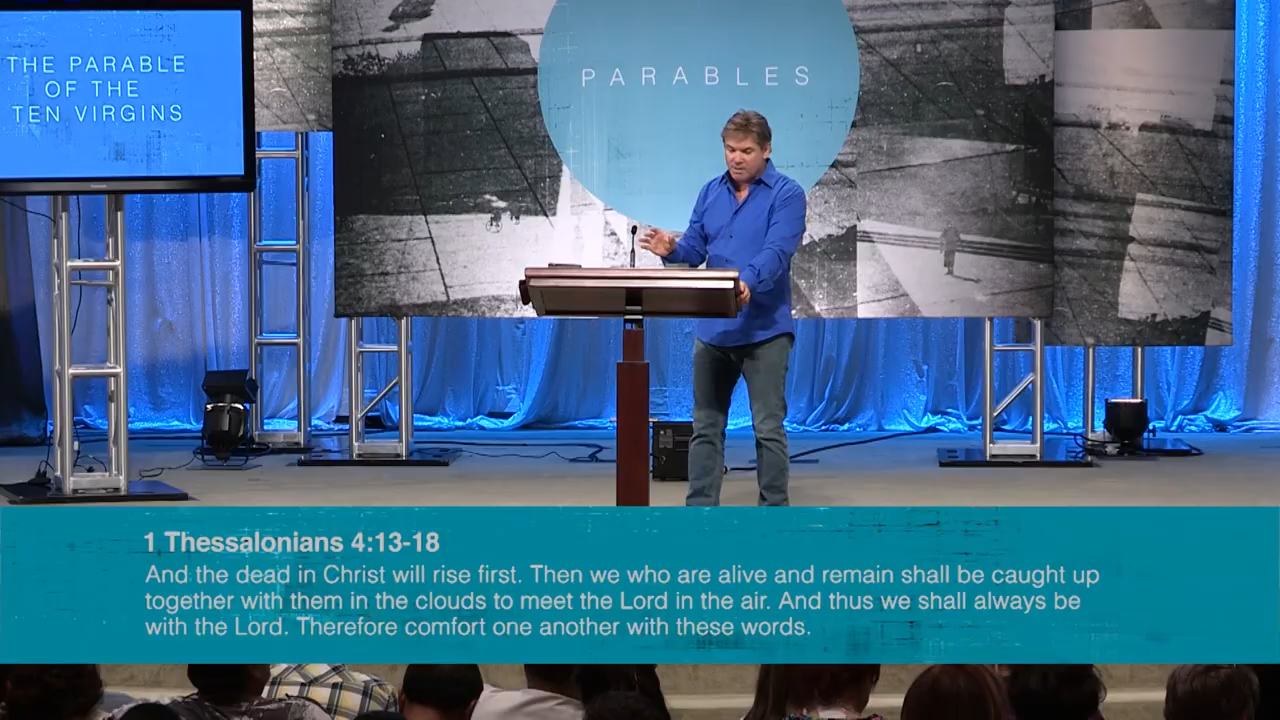 THE PARABLE
OF THE
TEN VIRGINS
PARABLES
1 Thessalonians 4:13-18
And the dead in Christ will rise first. Then we who are alive and remain shall be caught up
together with them in the clouds to meet the Lord in the air. And thus we shall always be
with the Lord. Therefore comfort one another with these words.